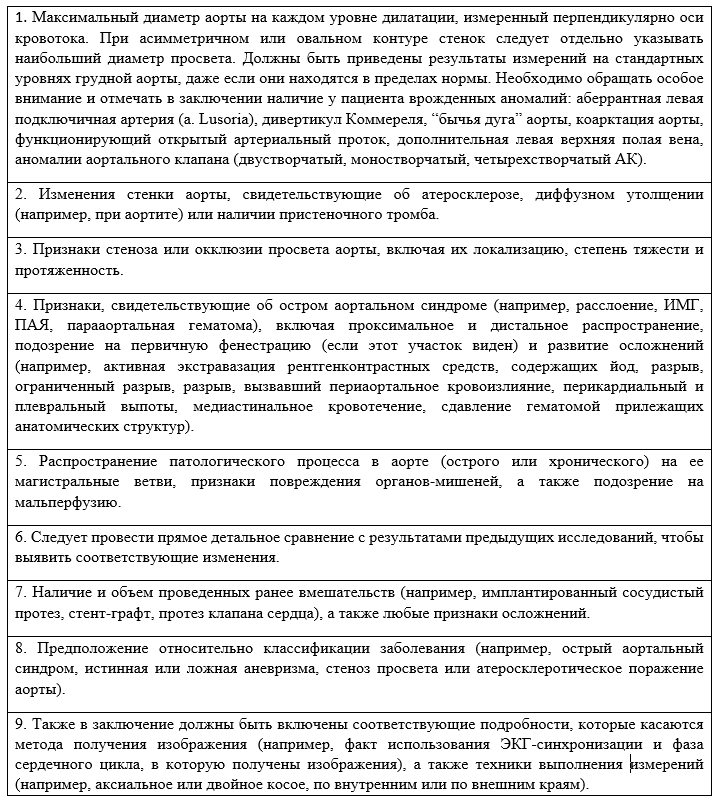 1. Максимальный диаметр аорты на каждом уровне дилатации, измеренный перпендикулярно оси
кровотока. При асимметричном или овальном контуре стенок следует отдельно указывать
наибольший диаметр просвета. Должны быть приведены результаты измерений на стандартных
уровнях грудной аорты, даже если они находятся в пределах нормы. Необходимо обращать особое
внимание и отмечать в заключении наличие у пациента врожденных аномалий: аберрантная левая
подключичная артерия (a. Lusoria), дивертикул Коммереля, “бычья дуга” аорты, коарктация аорты,
функционирующий открытый артериальный проток, дополнительная левая верхняя полая вена,
аномалии аортального клапана (двустворчатый, моностворчатый, четырехстворчатый АК).
2. Изменения стенки аорты, свидетельствующие об атеросклерозе, диффузном утолщении
(например, при аортите) или наличии пристеночного тромба.
3. Признаки стеноза или окклюзии просвета аорты, включая их локализацию, степень тяжести и
протяженность.
4. Признаки, свидетельствующие об остром аортальном синдроме (например, расслоение, ИМГ,
ПАЯ, парааортальная гематома), включая проксимальное и дистальное распространение,
подозрение на первичную фенестрацию (если этот участок виден) и развитие осложнений
(например, активная экстравазация рентгенконтрастных средств, содержащих йод, разрыв,
ограниченный разрыв, разрыв, вызвавший периаортальное кровоизлияние, перикардиальный и
плевральный выпоты, медиастинальное кровотечение, сдавление гематомой прилежащих
анатомических структур).
5. Распространение патологического процесса в аорте (острого или хронического) на ее
магистральные ветви, признаки повреждения органов-мишеней, а также подозрение на
мальперфузию.
6. Следует провести прямое детальное сравнение с результатами предыдущих исследований, чтобы
выявить соответствующие изменения.
7. Наличие и объем проведенных ранее вмешательств (например, имплантированный сосудистый
протез, стент-графт, протез клапана сердца), а также любые признаки осложнений.
8. Предположение относительно классификации заболевания (например, острый аортальный
синдром, истинная или ложная аневризма, стеноз просвета или атеросклеротическое поражение
аорты).
9. Также в заключение должны быть включены соответствующие подробности, которые касаются
метода получения изображения (например, факт использования ЭКГ-синхронизации и фаза
сердечного цикла, в которую получены изображения), а также техники выполнения измерений
(например, аксиальное или двойное косое, по внутренним или по внешним краям).